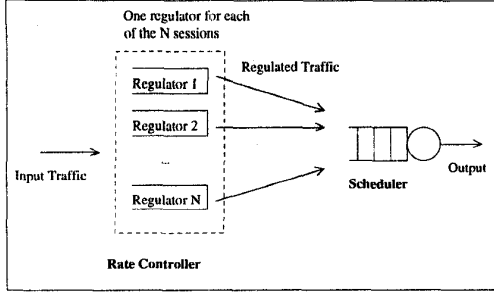 One regulator for each
of the N sessions
Regulator 1
Regulated Traffic
Regulator 2
...
Input Traffic
Regulator N
Scheduler
Output
Rate Controller